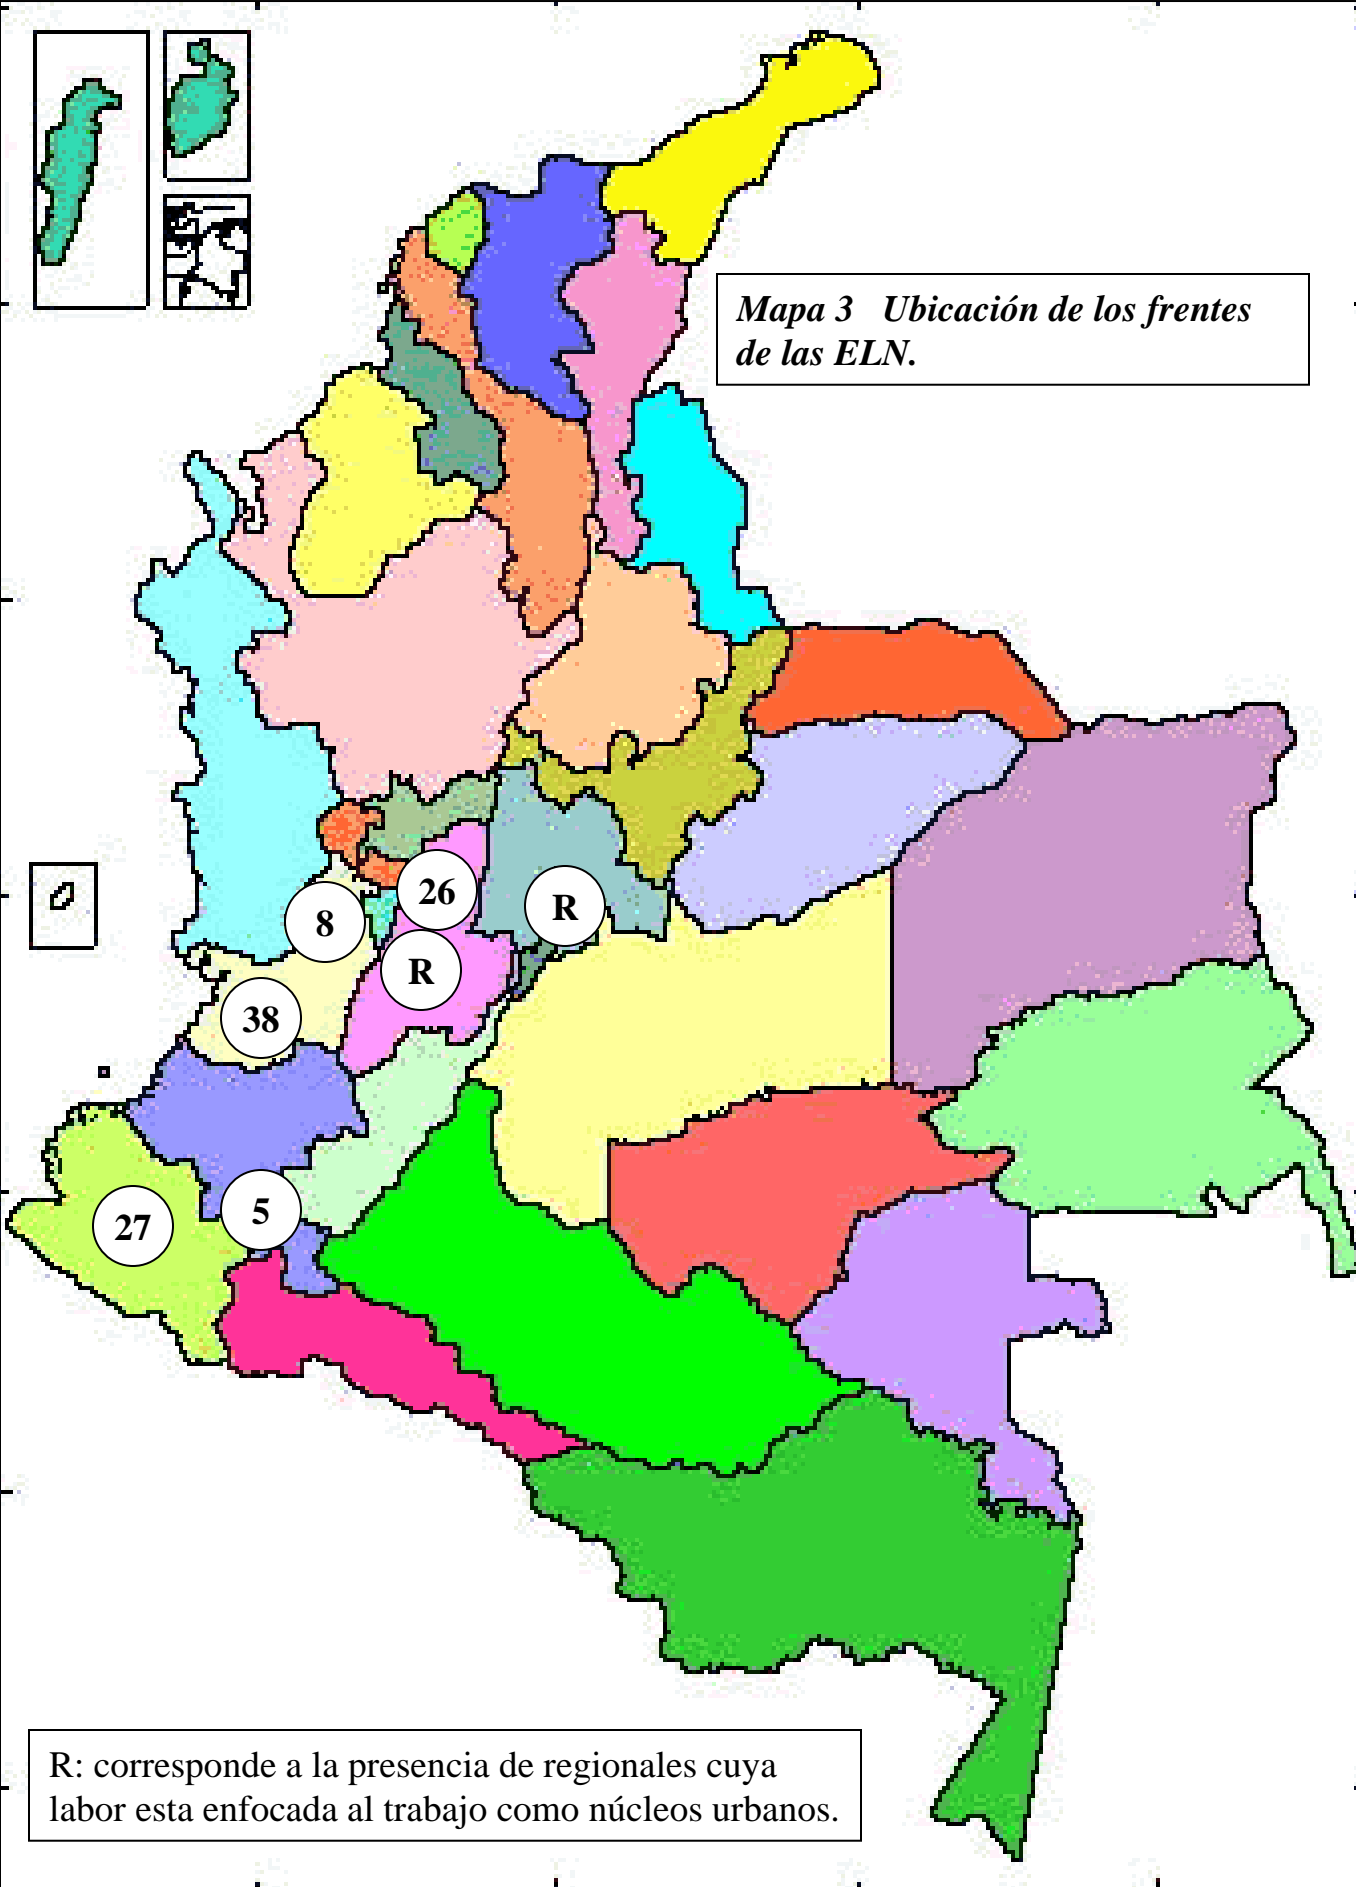 Mapa 3 Ubicación de los frentes
de las ELN.
26
8
R
R
38
5
27
R: corresponde a la presencia de regionales cuya
labor esta enfocada al trabajo como núcleos urbanos.